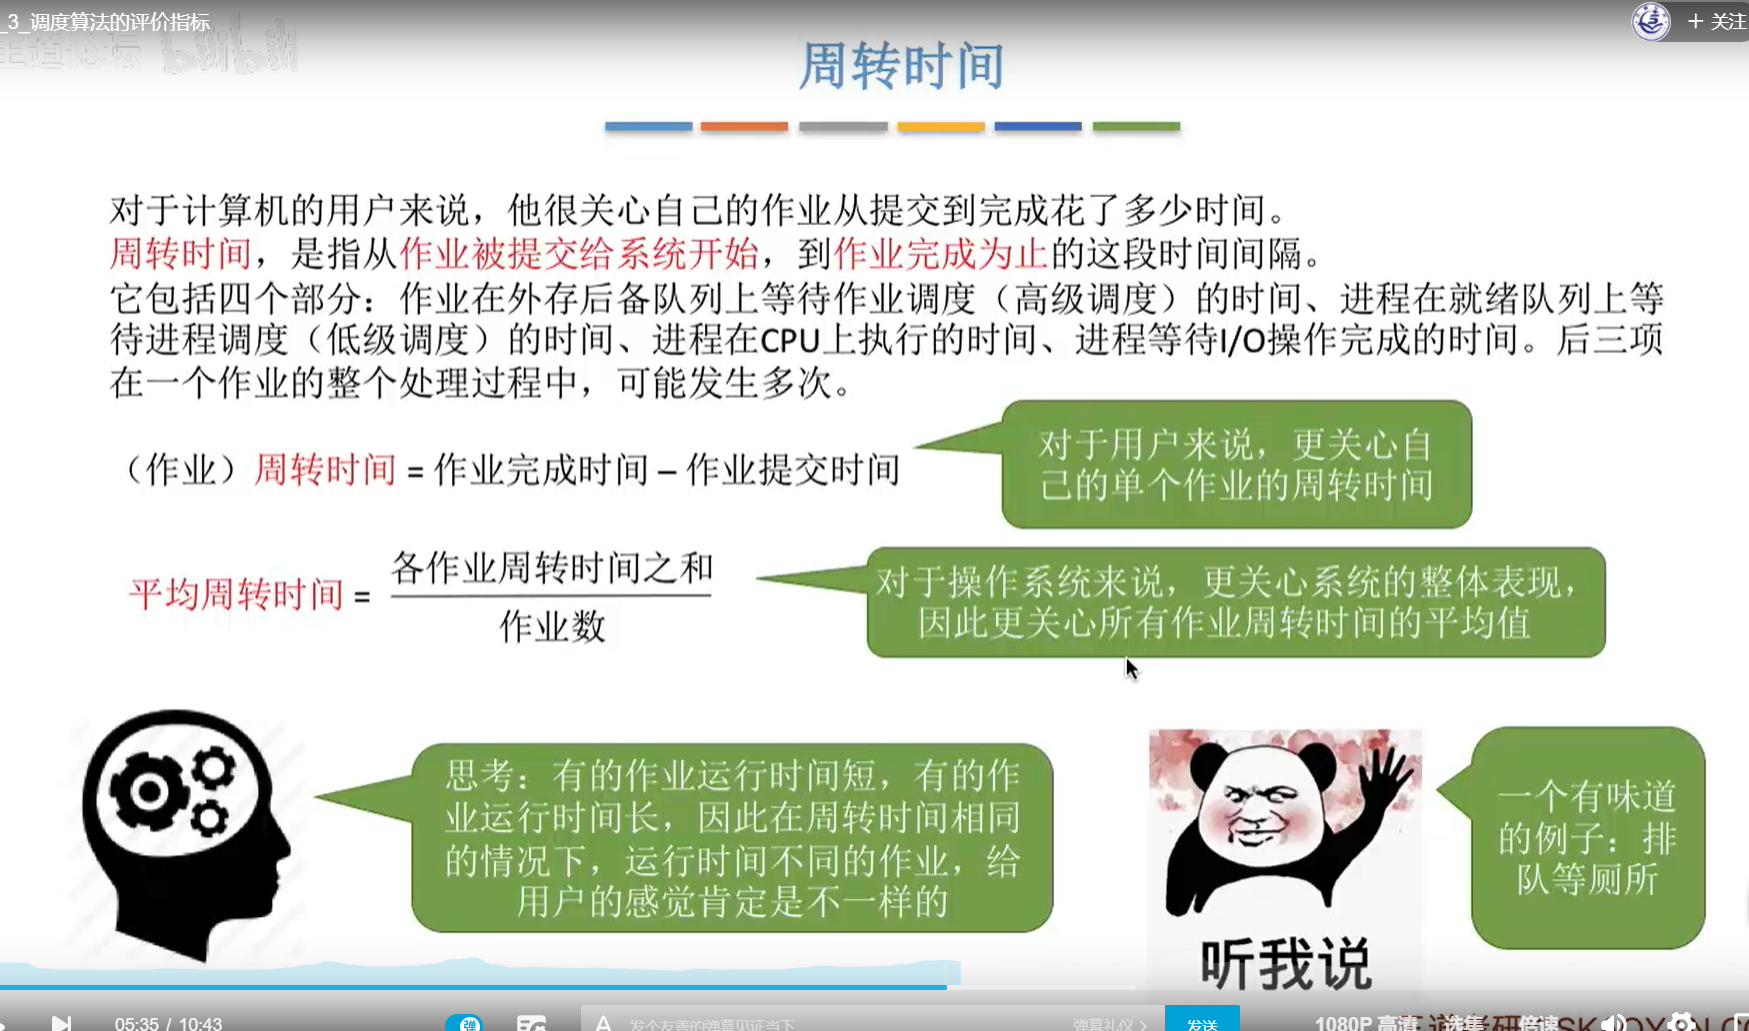 _3_调度算法的评价指标
+ 关注
王道论坛 bilibili
周转时间
对于计算机的用户来说，他很关心自己的作业从提交到完成花了多少时间。
周转时间，是指从作业被提交给系统开始，到作业完成为止的这段时间间隔。
它包括四个部分：作业在外存后备队列上等待作业调度（高级调度）的时间、进程在就绪队列上等
待进程调度（低级调度）的时间、进程在CPU上执行的时间、进程等待I/O操作完成的时间。后三项
在一个作业的整个处理过程中，可能发生多次。
（作业）周转时间 = 作业完成时间 – 作业提交时间
对于用户来说，更关心自
己的单个作业的周转时间
平均周转时间 =
各作业周转时间之和
作业数
对于操作系统来说，更关心系统的整体表现，
因此更关心所有作业周转时间的平均值
思考：有的作业运行时间短，有的作
业运行时间长，因此在周转时间相同
的情况下，运行时间不同的作业，给
用户的感觉肯定是不一样的
听我说
一个有味道
的例子：排
队等厕所
05:35 / 10:43
弹
发个友善的弹幕见证当下
弹幕礼仪 >
发送
1080P 高清
选集
倍速